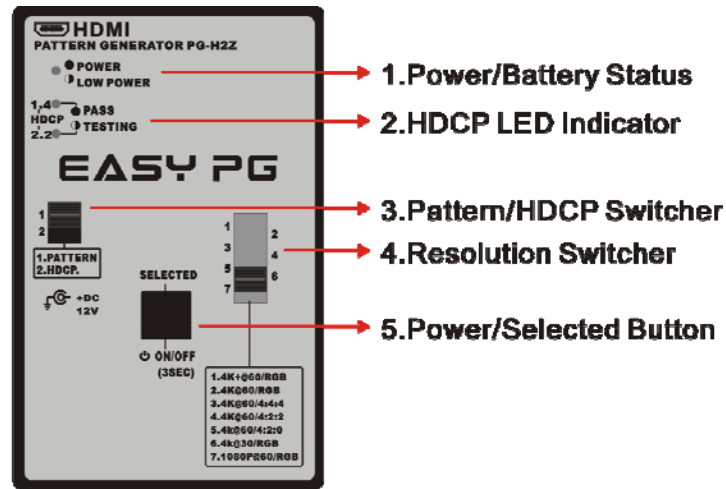 HDMI
PATTERN GENERATOR PG-H2Z
POWER
LOW POWER
1.Power/Battery Status
1,4
HDCP
2.2
PASS
TESTING
2.HDCP LED Indicator
EASY PG
1
2
3.Pattern/HDCP Switcher
1.PATTERN
2.HDCP.
1
2
3
4
5
6
7
4.Resolution Switcher
+DC
12V
SELECTED
5.Power/Selected Button
ON/OFF
(3SEC)
1.4K+@60/RGB
2.4K@60/RGB
3.4K@60/4:4:4
4.4K@60/4:2:2
5.4k@60/4:2:0
6.4k@30/RGB
7.1080P@60/RGB